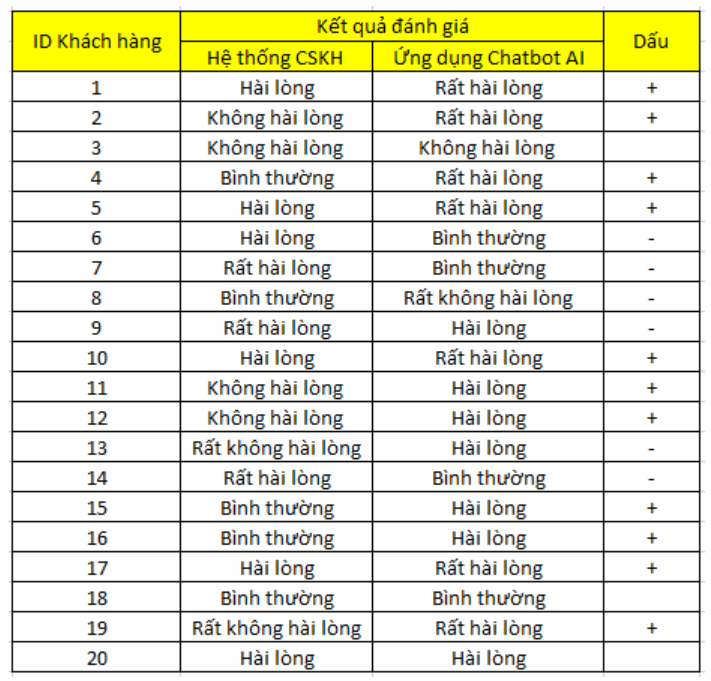 ID Khách hàng Kết quả đánh giá Dấu
Hệ thống CSKH Ứng dụng Chatbot AI
1 Hài lòng Rất hài lòng +
2 Không hài lòng Rất hài lòng +
3 Không hài lòng Không hài lòng
4 Bình thường Rất hài lòng +
5 Hài lòng Rất hài lòng +
6 Hài lòng Bình thường -
7 Rất hài lòng Bình thường -
8 Bình thường Rất không hài lòng -
9 Rất hài lòng Hài lòng -
10 Hài lòng Rất hài lòng +
11 Không hài lòng Hài lòng +
12 Không hài lòng Hài lòng +
13 Rất không hài lòng Hài lòng -
14 Rất hài lòng Bình thường -
15 Bình thường Hài lòng +
16 Bình thường Hài lòng +
17 Hài lòng Rất hài lòng +
18 Bình thường Bình thường
19 Rất không hài lòng Rất hài lòng +
20 Hài lòng Hài lòng